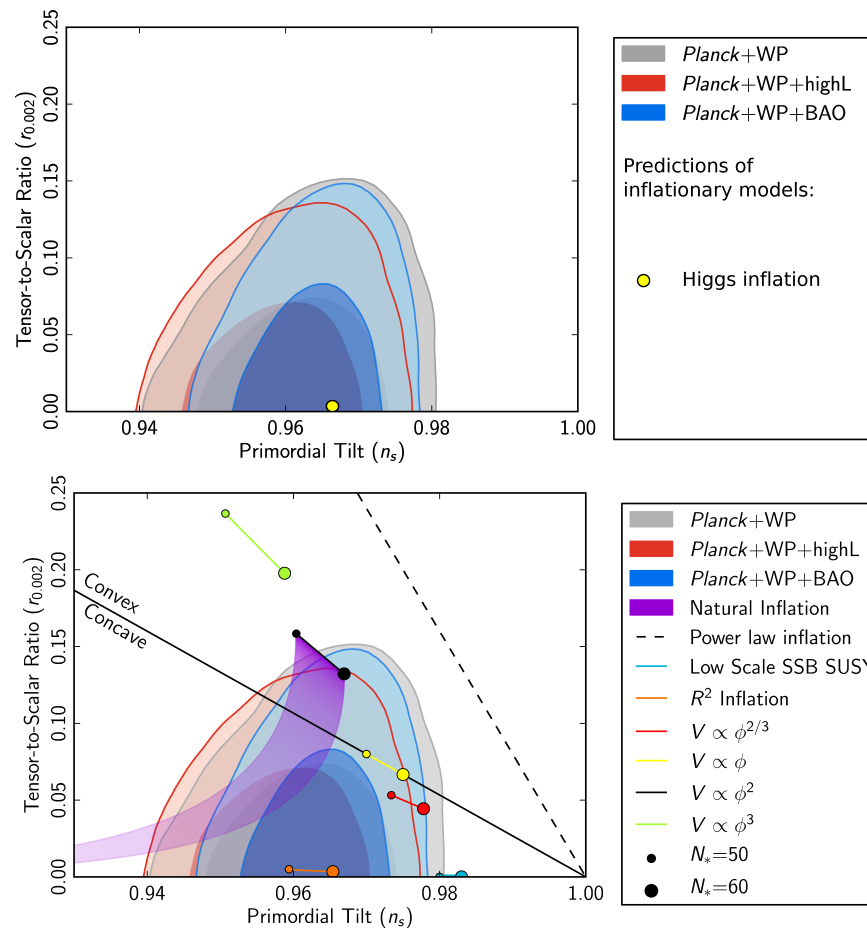 0.25
0.20
0.15
0.10
0.05
0.00
Tensor-to-Scalar Ratio (r0.002)
0.94
0.96
0.98
1.00
Primordial Tilt (ns)
Planck+WP
Planck+WP+highL
Planck+WP+BAO
Predictions of
inflationary models:
Higgs inflation
0.25
0.20
0.15
0.10
0.05
0.00
Tensor-to-Scalar Ratio (r0.002)
Convex
Concave
0.94
0.96
0.98
1.00
Primordial Tilt (ns)
Planck+WP
Planck+WP+highL
Planck+WP+BAO
Natural Inflation
Power law inflation
Low Scale SSB SUSY
R² Inflation
V ∝ ϕ^2/3
V ∝ ϕ
V ∝ ϕ²
V ∝ ϕ³
N*=50
N*=60